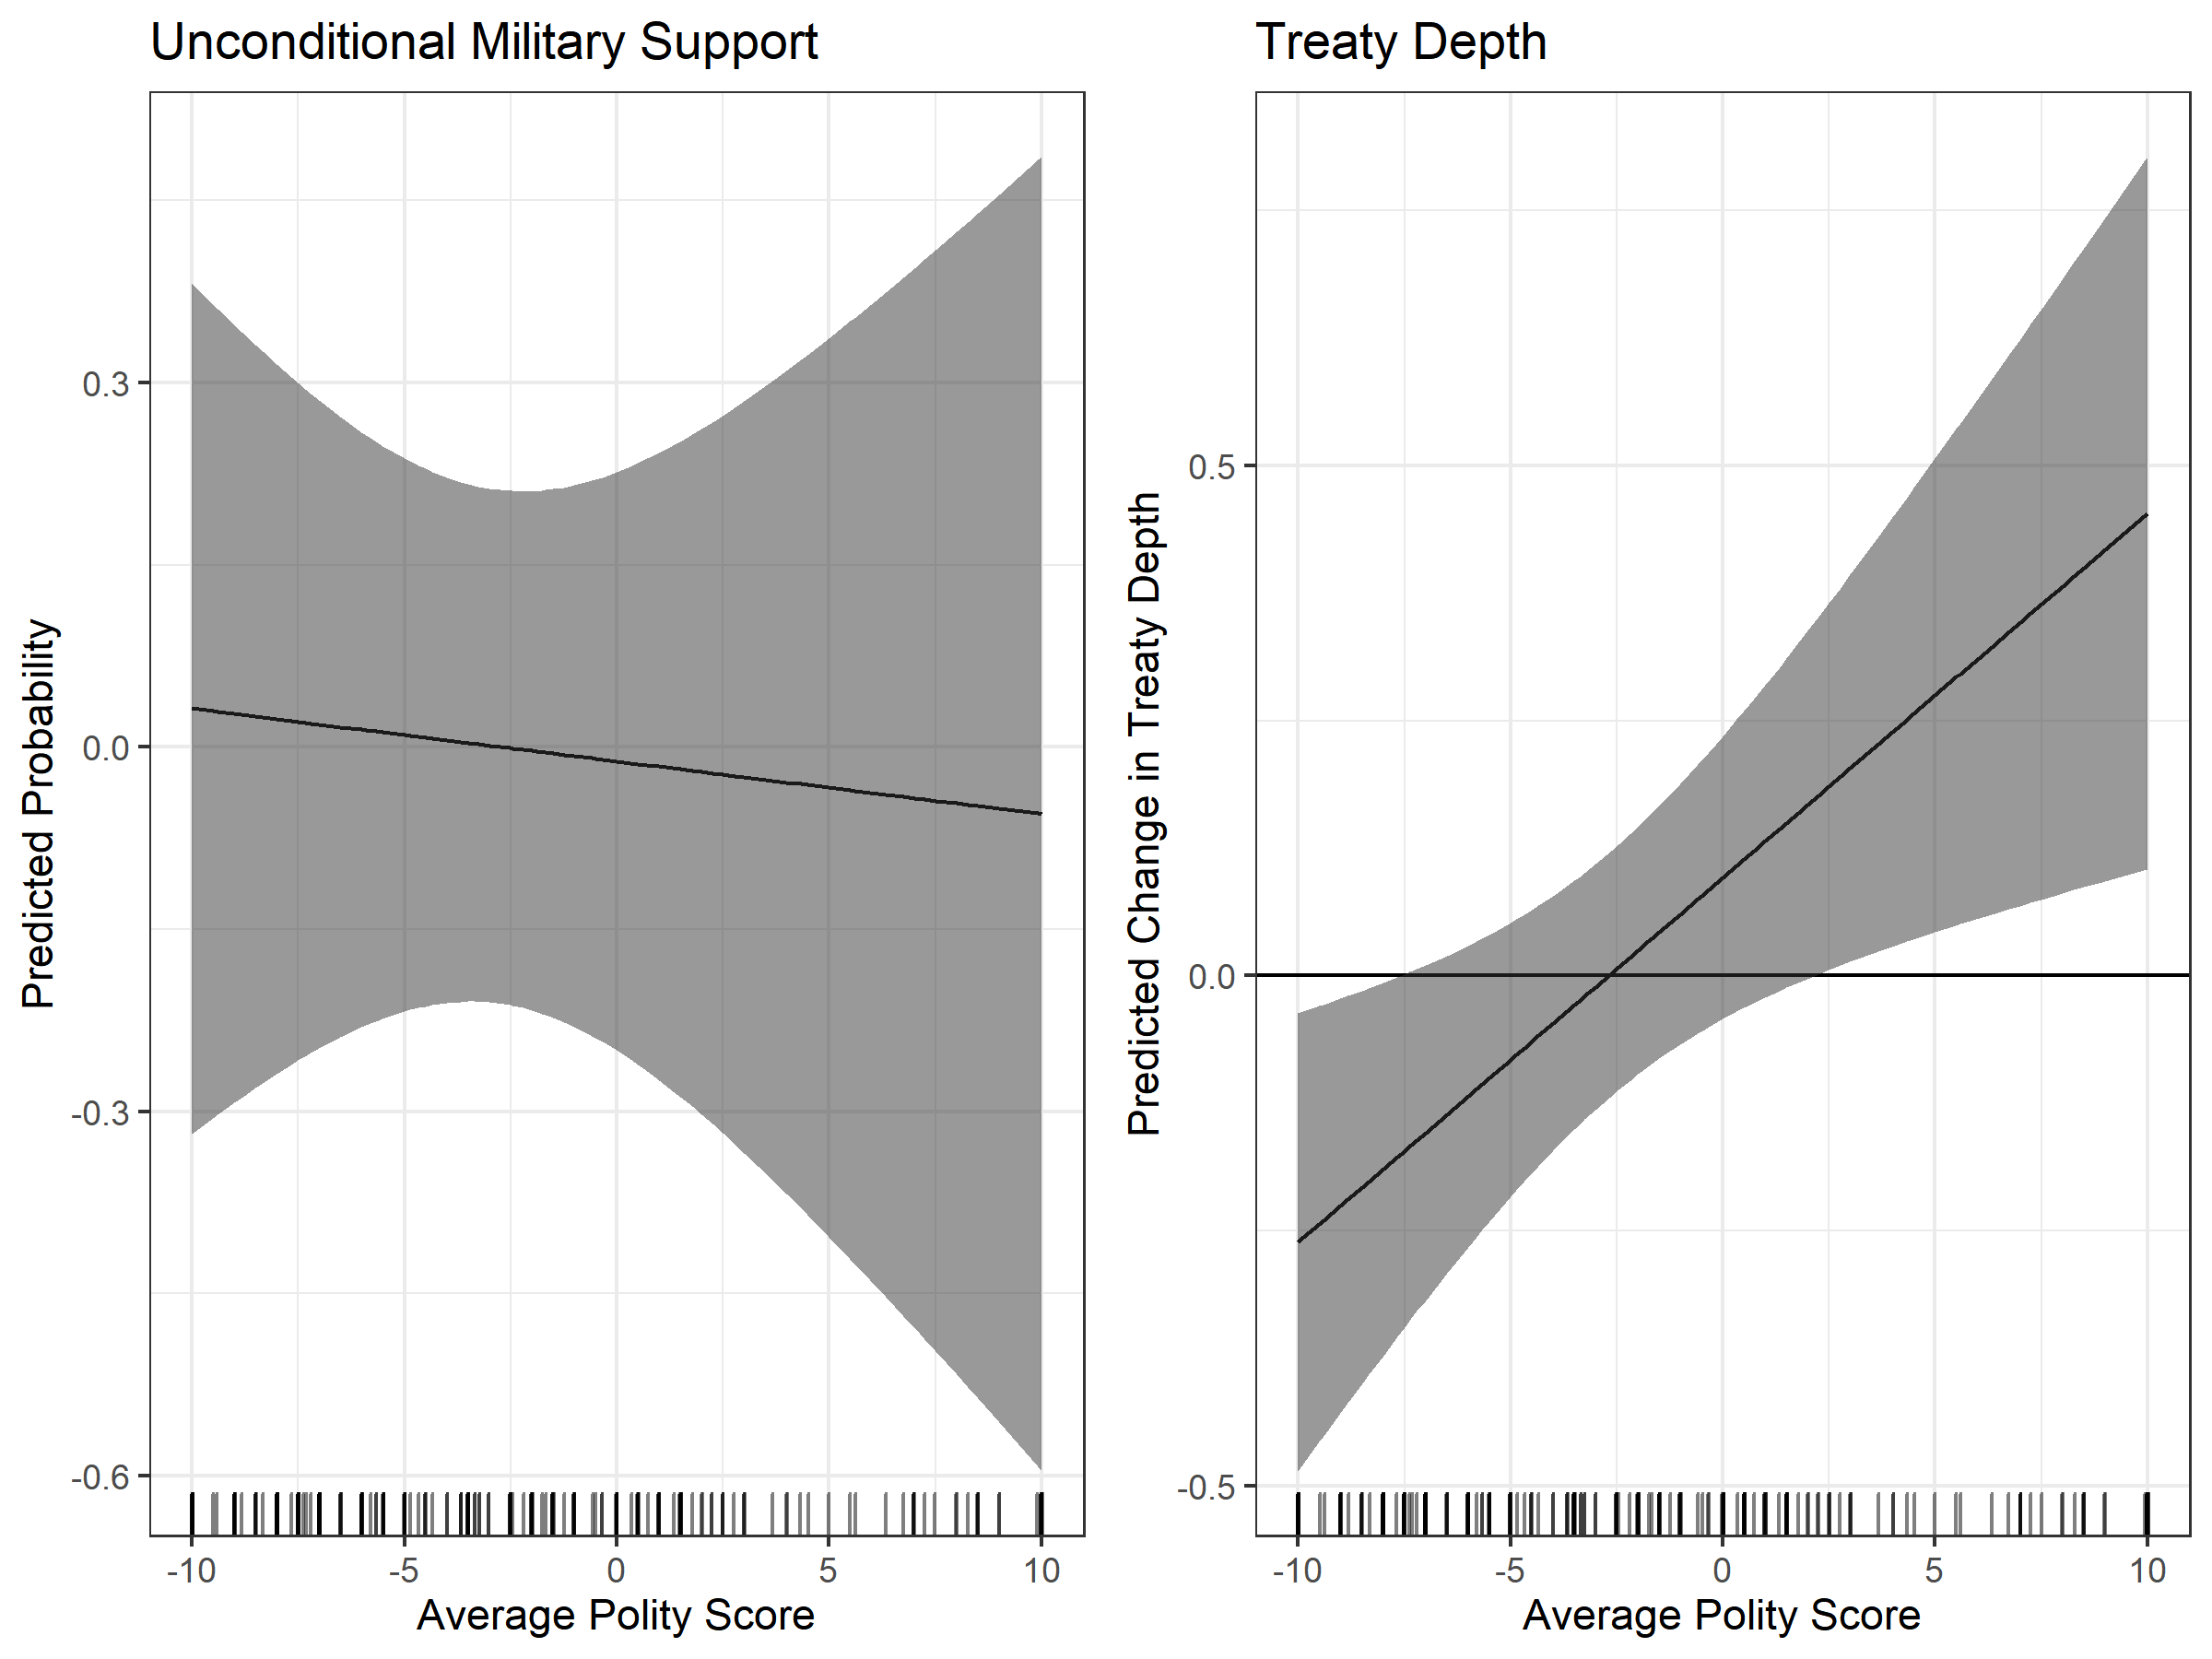 Unconditional Military Support
Predicted Probability
0.3
0.0
-0.3
-0.6
-10 -5 0 5 10
Average Polity Score
Treaty Depth
Predicted Change in Treaty Depth
0.5
0.0
-0.5
-10 -5 0 5 10
Average Polity Score